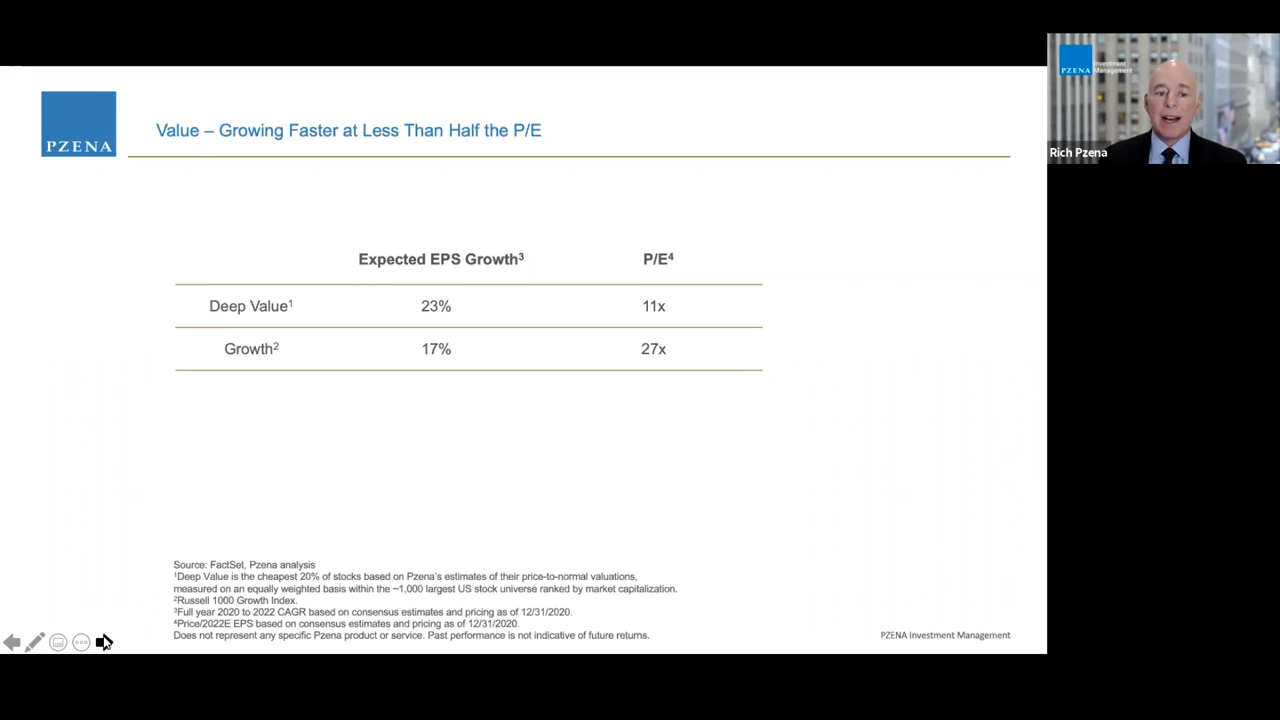 PZENA
Value – Growing Faster at Less Than Half the P/E
Expected EPS Growth³ P/E⁴
Deep Value¹ 23% 11x
Growth² 17% 27x
Source: FactSet, Pzena analysis
¹Deep Value is the cheapest 20% of stocks based on Pzena's estimates of their price-to-normal valuations,
measured on an equally weighted basis within the ~1,000 largest US stock universe ranked by market capitalization.
²Russell 1000 Growth Index.
³Full year 2020 to 2022 CAGR based on consensus estimates and pricing as of 12/31/2020.
⁴Price/2022E EPS based on consensus estimates and pricing as of 12/31/2020.
Does not represent any specific Pzena product or service. Past performance is not indicative of future returns.
PZENA Investment Management
PZENA Investment
Management
Rich Pzena